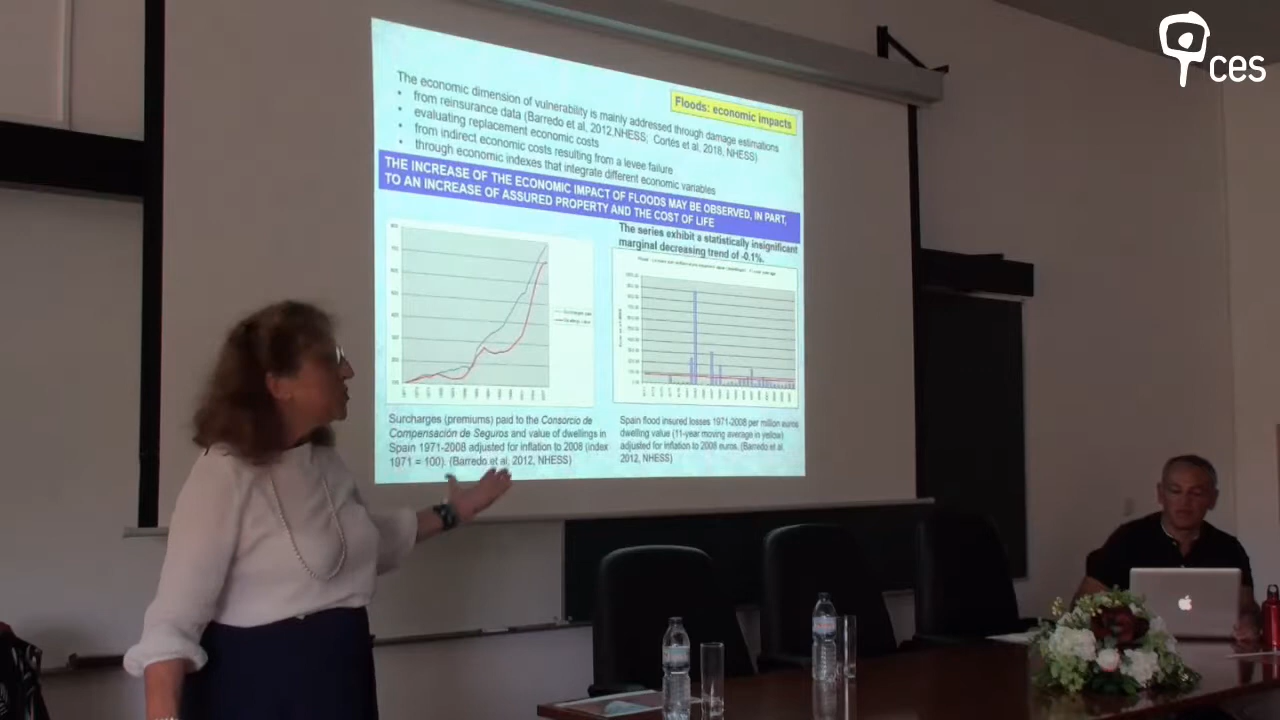 ces
Floods: economic impacts
The economic dimension of vulnerability is mainly addressed through damage estimations
• from reinsurance data (Barredo et al, 2012,NHESS; Cortès et al, 2018, NHESS)
• evaluating replacement economic costs
• from indirect economic costs resulting from a levee failure
• through economic indexes that integrate different economic variables
THE INCREASE OF THE ECONOMIC IMPACT OF FLOODS MAY BE OBSERVED, IN PART,
TO AN INCREASE OF ASSURED PROPERTY AND THE COST OF LIFE
The series exhibit a statistically insignificant
marginal decreasing trend of -0.1%.
Surcharges (premiums) paid to the Consorcio de
Compensación de Seguros and value of dwellings in
Spain 1971-2008 adjusted for inflation to 2008 (index
1971 = 100). (Barredo et al, 2012, NHESS)
Spain flood insured losses 1971-2008 per million euros
dwelling value (11-year moving average in yellow)
adjusted for inflation to 2008 euros. (Barredo et al,
2012, NHESS)